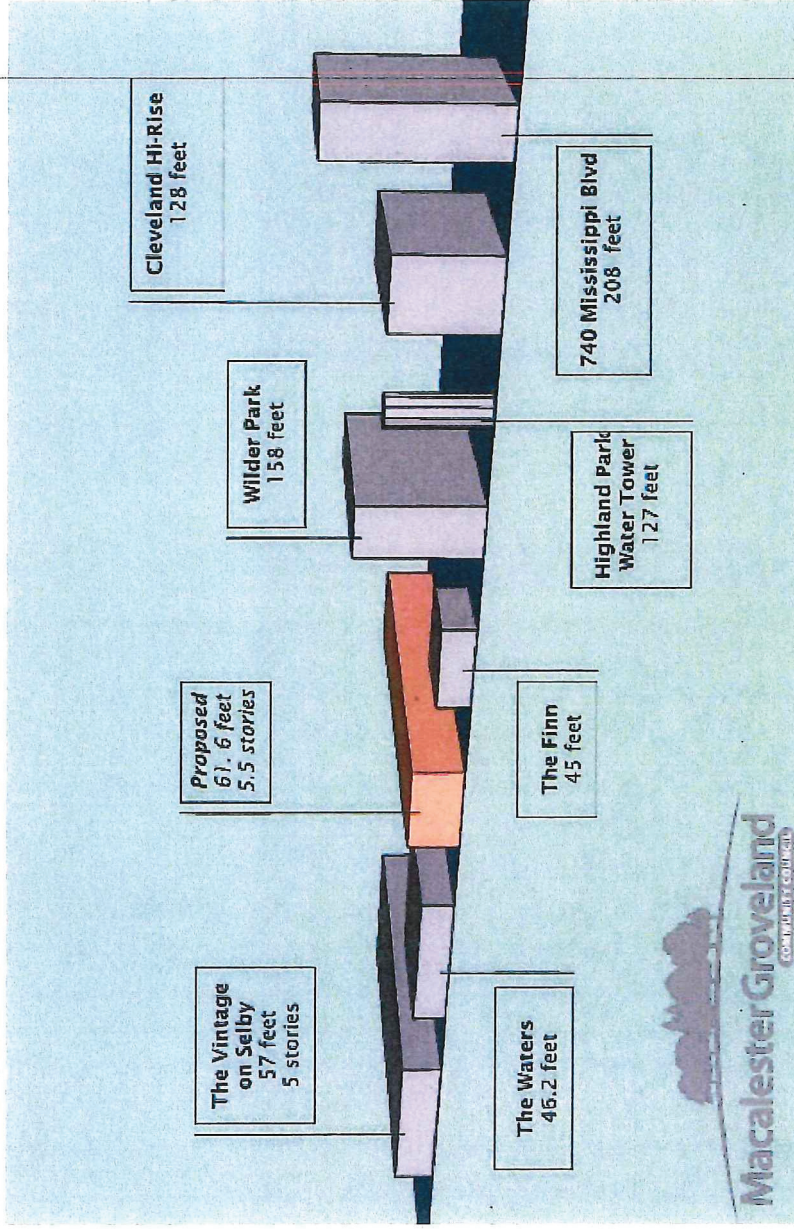 The Vintage
on Selby
57 feet
5 stories
Proposed
61. 6 feet
5.5 stories
Wilder Park
158 feet
Cleveland Hi-Rise
128 feet
The Waters
46.2 feet
The Finn
45 feet
Highland Park
Water Tower
127 feet
740 Mississippi Blvd
208 feet
Macalester Groveland
COMMUNITY COUNCIL